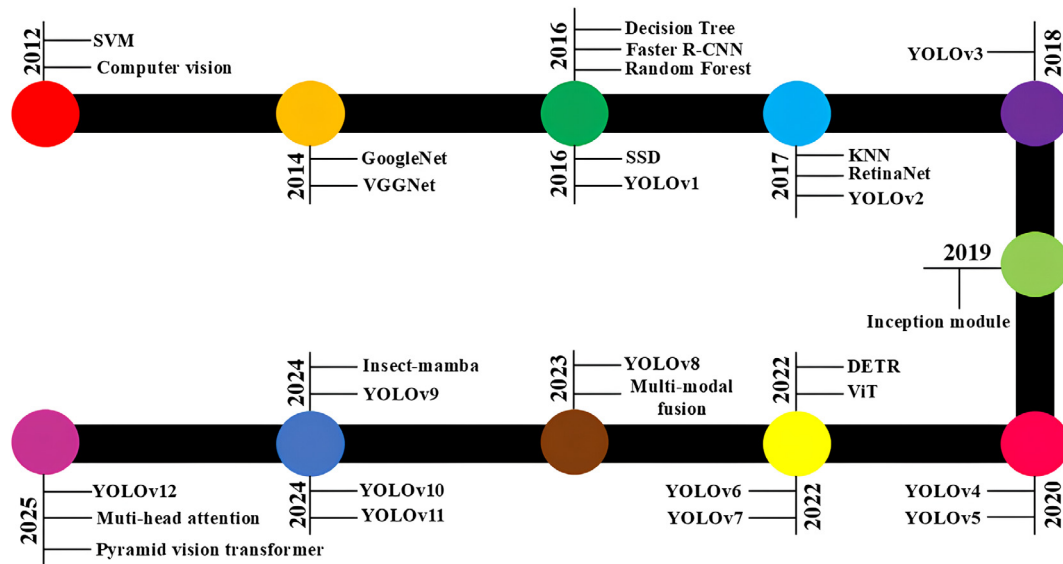 2012
SVM
Computer vision
2014
GoogleNet
VGGNet
2016
Decision Tree
Faster R-CNN
Random Forest
2016
SSD
YOLOv1
2017
KNN
RetinaNet
YOLOv2
2018
YOLOv3
2019
Inception module
2020
YOLOv4
YOLOv5
2022
DETR
ViT
2022
YOLOv6
YOLOv7
2023
YOLOv8
Multi-modal
fusion
2024
Insect-mamba
YOLOv9
2024
YOLOv10
YOLOv11
2025
YOLOv12
Muti-head attention
Pyramid vision transformer